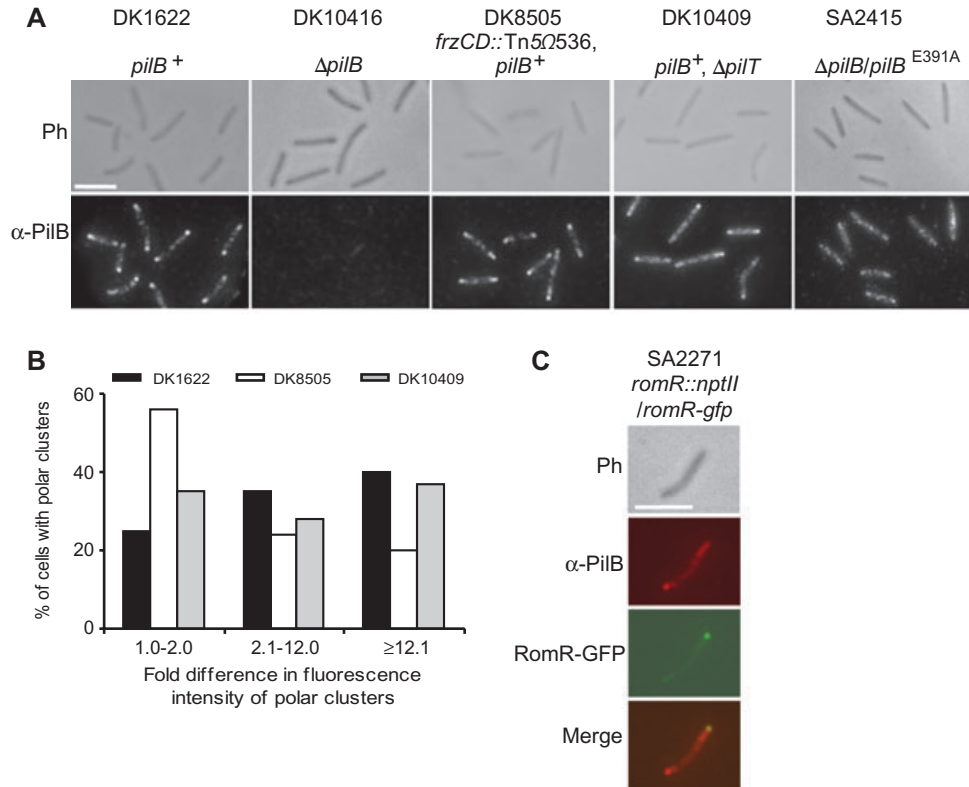 A
DK1622 DK10416 DK8505 DK10409 SA2415
frzCD::Tn5Ω536,
pilB + ΔpilB pilB+ pilB+, ΔpilT ΔpilB/pilB E391A
Ph
α-PilB
B
DK1622 DK8505 DK10409
60
40
20
0
% of cells with polar clusters
1.0-2.0 2.1-12.0 ≥12.1
Fold difference in fluorescence
intensity of polar clusters
C
SA2271
romR::nptII
/romR-gfp
Ph
α-PilB
RomR-GFP
Merge